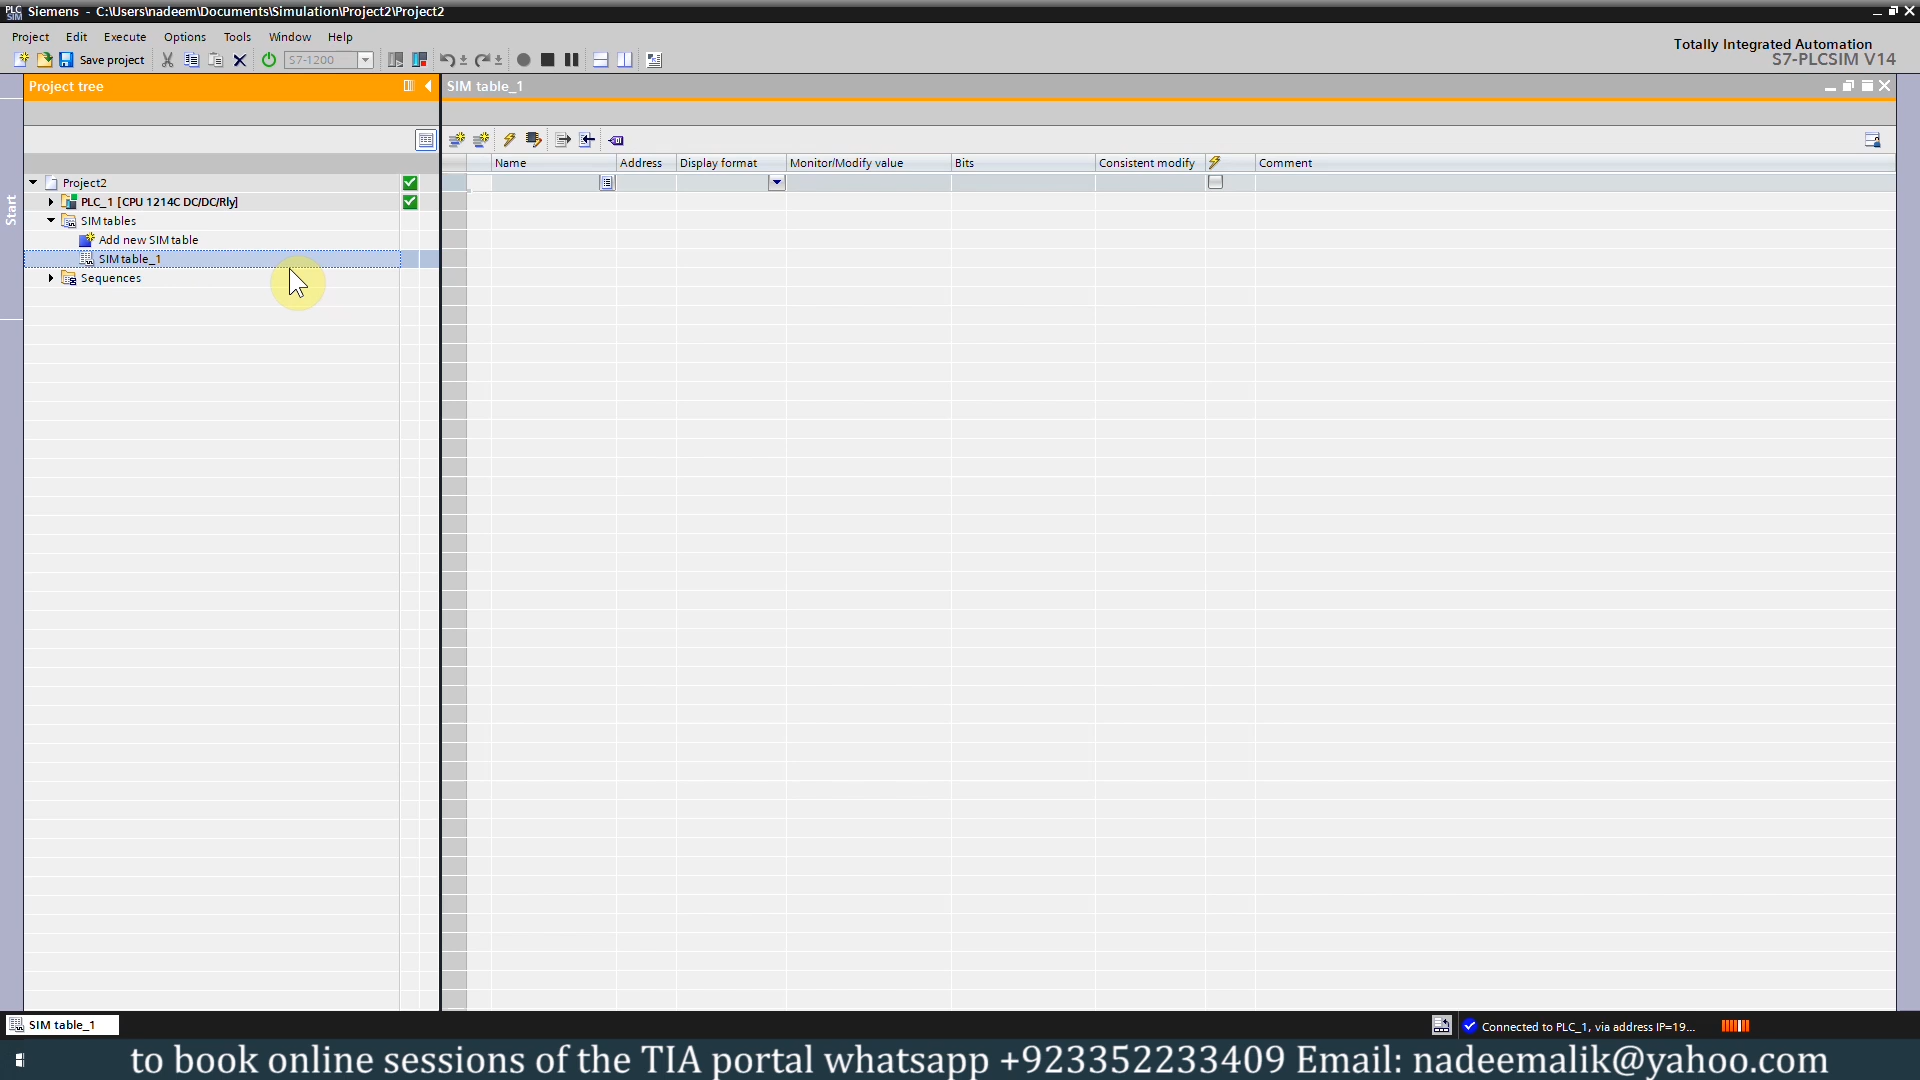 PLC SIM Siemens - C:\Users\nadeem\Documents\Simulation\Project2\Project2
Project Edit Execute Options Tools Window Help
Totally Integrated Automation
S7-PLCSIM V14
Save project S7-1200
Project tree
SIM table_1
Name Address Display format Monitor/Modify value Bits Consistent modify Comment
Start
Project2
PLC_1 [CPU 1214C DC/DC/Rly]
SIM tables
Add new SIM table
SIM table_1
Sequences
SIM table_1
Connected to PLC_1, via address IP=19...
to book online sessions of the TIA portal whatsapp +923352233409 Email: nadeemalik@yahoo.com